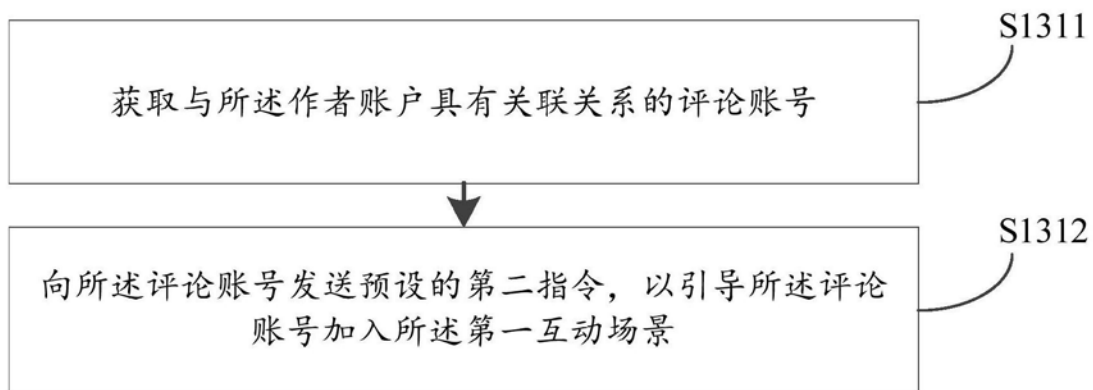 S1311
获取与所述作者账户具有关联关系的评论账号
S1312
向所述评论账号发送预设的第二指令，以引导所述评论
账号加入所述第一互动场景